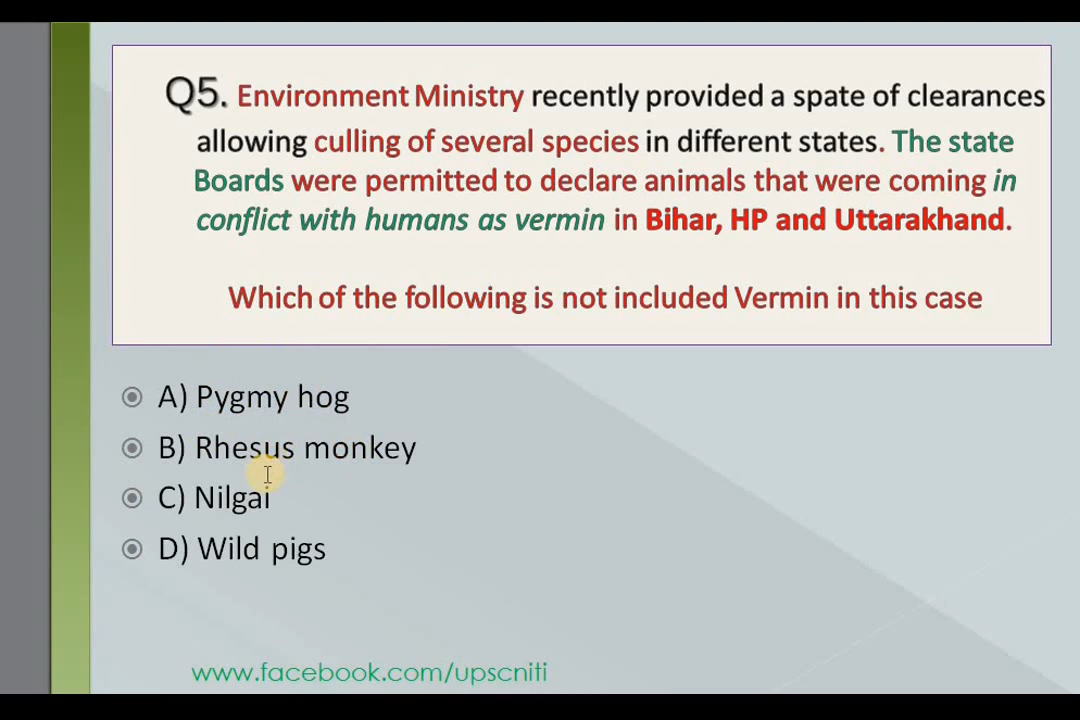 Q5. Environment Ministry recently provided a spate of clearances
allowing culling of several species in different states. The state
Boards were permitted to declare animals that were coming in
conflict with humans as vermin in Bihar, HP and Uttarakhand.
Which of the following is not included Vermin in this case
A) Pygmy hog
B) Rhesus monkey
C) Nilgai
D) Wild pigs
www.facebook.com/upscniti